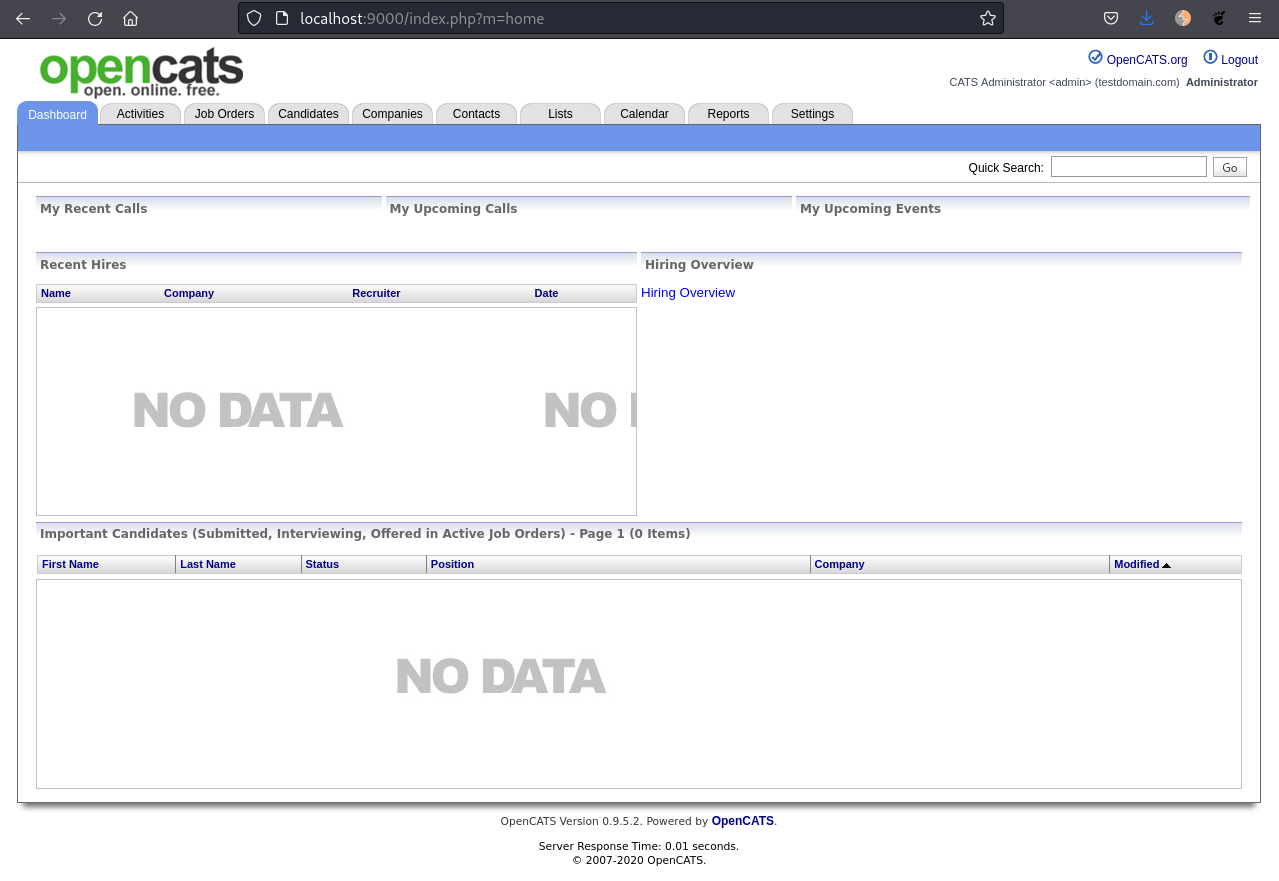 localhost:9000/index.php?m=home
opencats
open. online. free.
OpenCATS.org Logout
CATS Administrator <admin> (testdomain.com) Administrator
Dashboard Activities Job Orders Candidates Companies Contacts Lists Calendar Reports Settings
Quick Search: Go
My Recent Calls My Upcoming Calls My Upcoming Events
Recent Hires Hiring Overview
Name Company Recruiter Date Hiring Overview
NO DATA NO
Important Candidates (Submitted, Interviewing, Offered in Active Job Orders) - Page 1 (0 Items)
First Name Last Name Status Position Company Modified
NO DATA
OpenCATS Version 0.9.5.2. Powered by OpenCATS.
Server Response Time: 0.01 seconds.
© 2007-2020 OpenCATS.